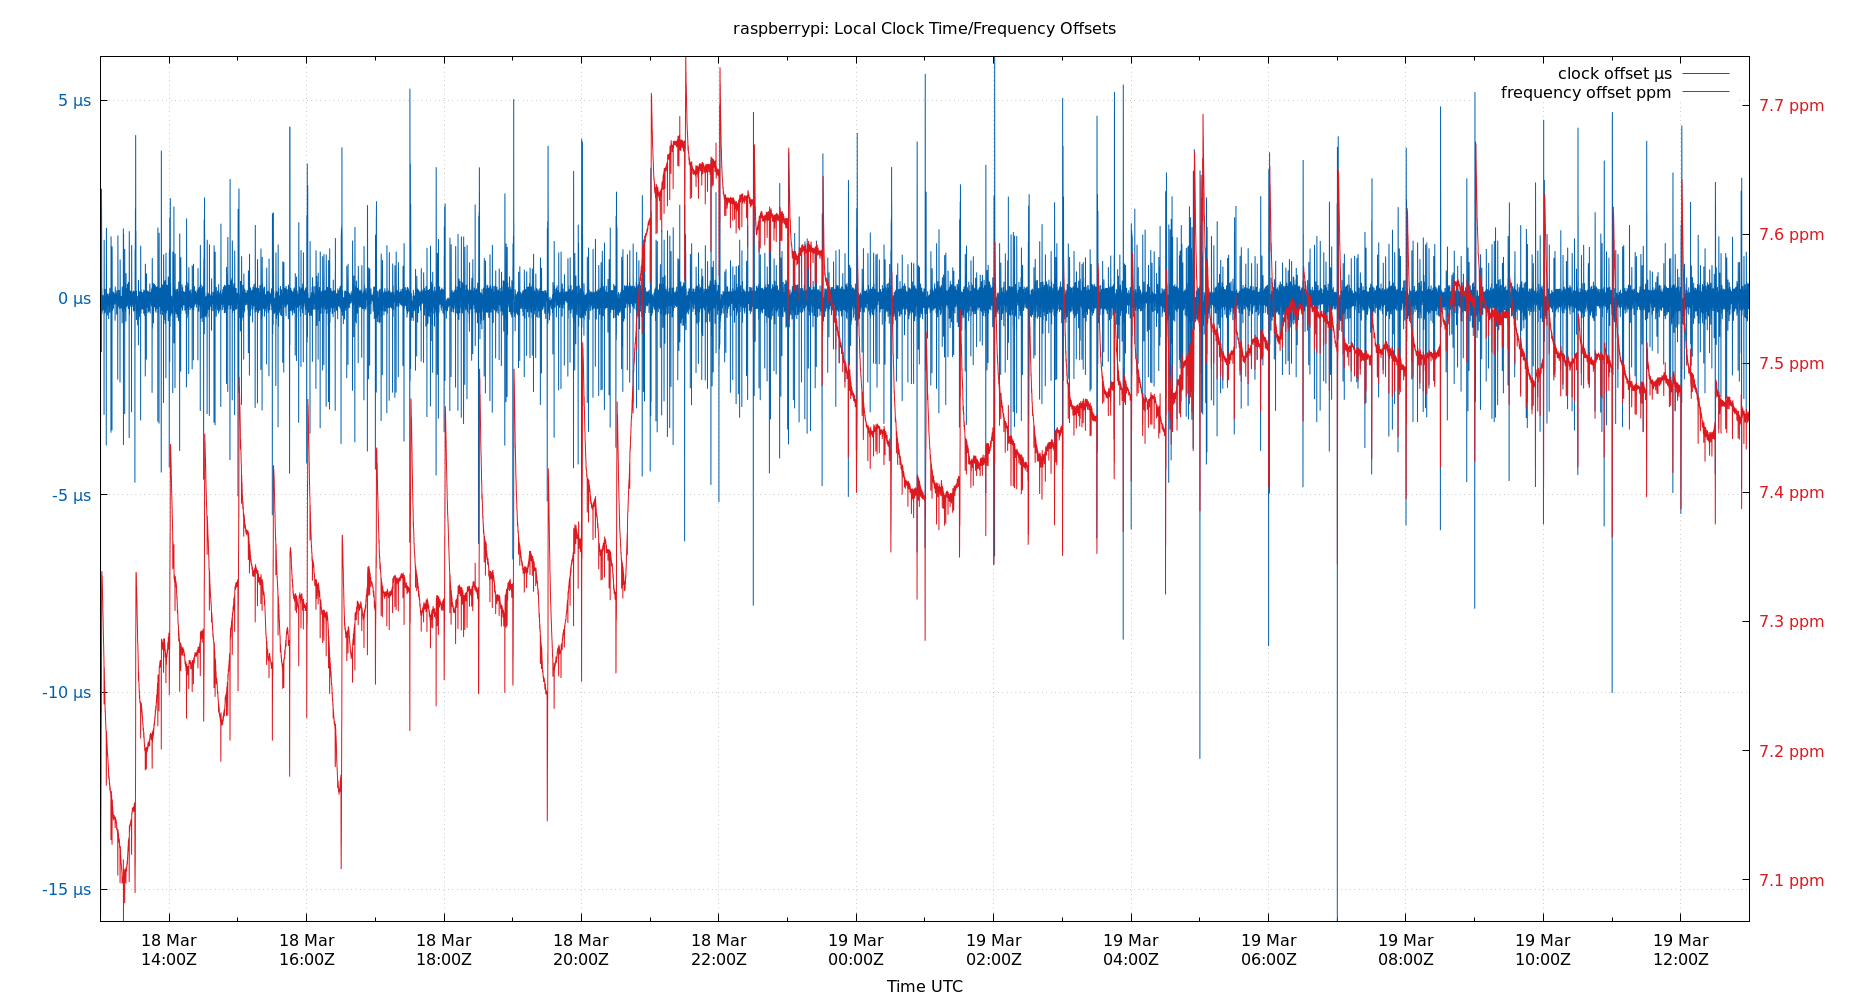 raspberrypi: Local Clock Time/Frequency Offsets
clock offset µs
frequency offset ppm
5 µs
0 µs
-5 µs
-10 µs
-15 µs
7.7 ppm
7.6 ppm
7.5 ppm
7.4 ppm
7.3 ppm
7.2 ppm
7.1 ppm
18 Mar 18 Mar 18 Mar 18 Mar 18 Mar 19 Mar 19 Mar 19 Mar 19 Mar 19 Mar 19 Mar 19 Mar
14:00Z 16:00Z 18:00Z 20:00Z 22:00Z 00:00Z 02:00Z 04:00Z 06:00Z 08:00Z 10:00Z 12:00Z
Time UTC